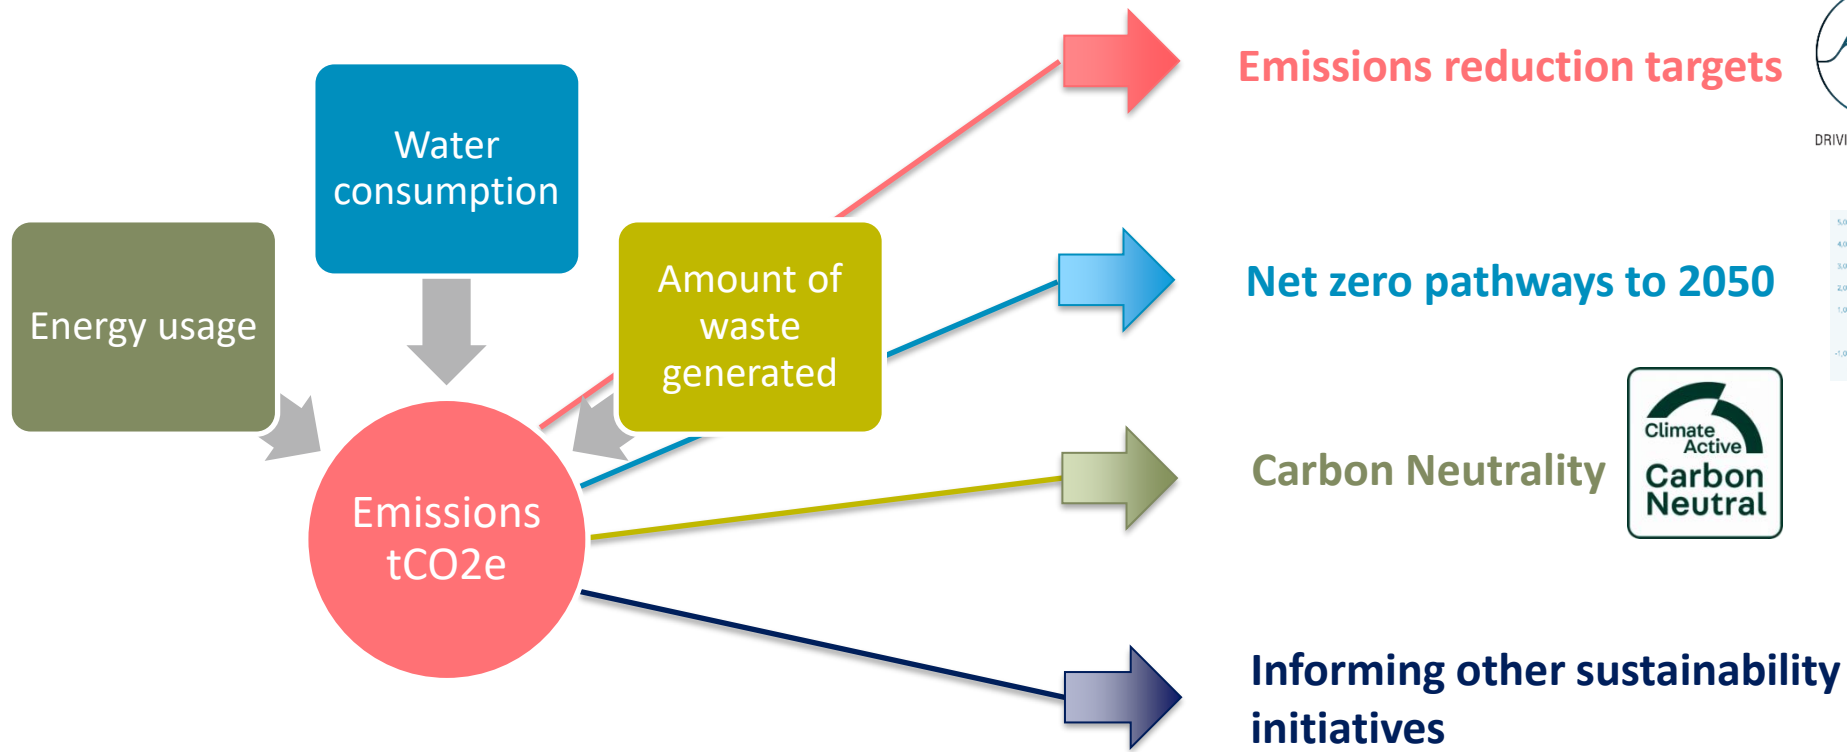 Emissions reduction targets
Water
consumption
Energy usage
Amount of
waste
generated
Net zero pathways to 2050
Climate
Active
Carbon
Neutral
Carbon Neutrality
Emissions
tCO2e
Informing other sustainability
initiatives